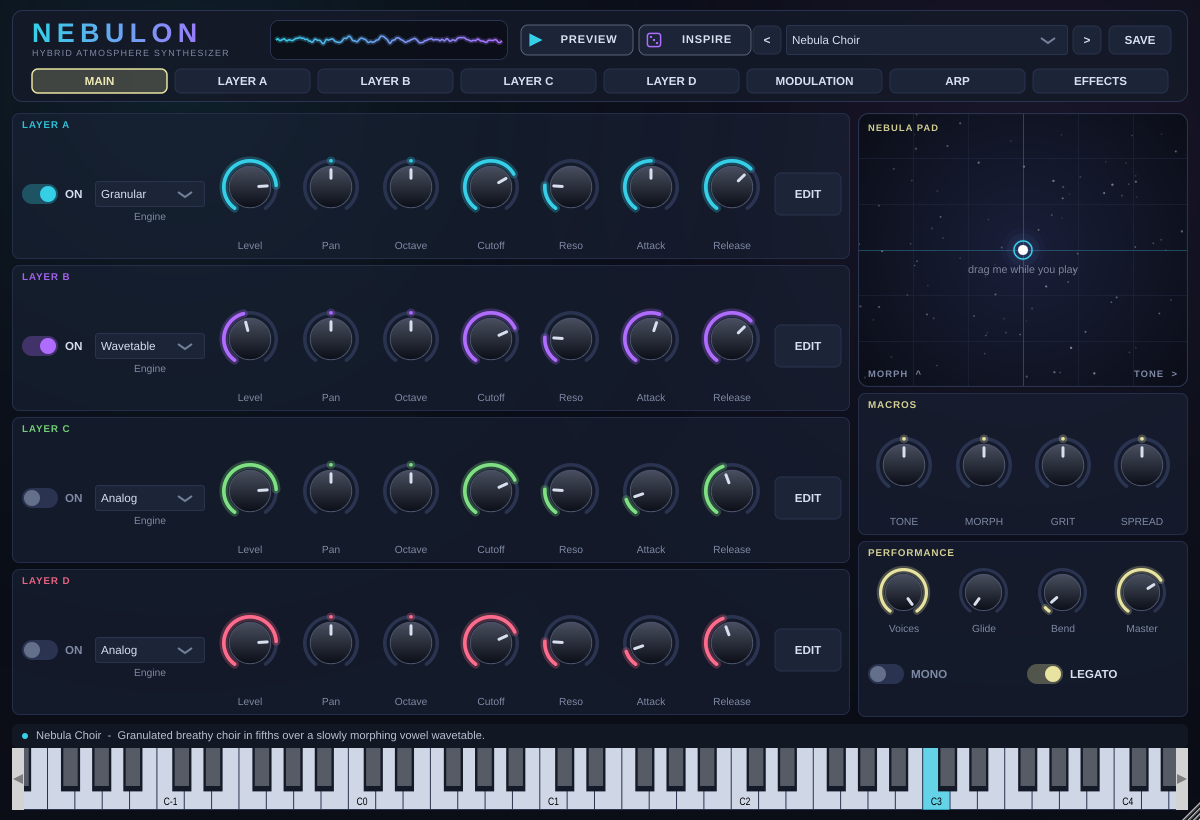 NEBULON
HYBRID ATMOSPHERE SYNTHESIZER
PREVIEW
INSPIRE
<
Nebula Choir
>
SAVE
MAIN
LAYER A
LAYER B
LAYER C
LAYER D
MODULATION
ARP
EFFECTS
LAYER A
ON
Granular
Engine
Level
Pan
Octave
Cutoff
Reso
Attack
Release
EDIT
LAYER B
ON
Wavetable
Engine
Level
Pan
Octave
Cutoff
Reso
Attack
Release
EDIT
LAYER C
ON
Analog
Engine
Level
Pan
Octave
Cutoff
Reso
Attack
Release
EDIT
LAYER D
ON
Analog
Engine
Level
Pan
Octave
Cutoff
Reso
Attack
Release
EDIT
NEBULA PAD
drag me while you play
MORPH ^
TONE >
MACROS
TONE
MORPH
GRIT
SPREAD
PERFORMANCE
Voices
Glide
Bend
Master
MONO
LEGATO
Nebula Choir - Granulated breathy choir in fifths over a slowly morphing vowel wavetable.
C-1
C0
C1
C2
C3
C4